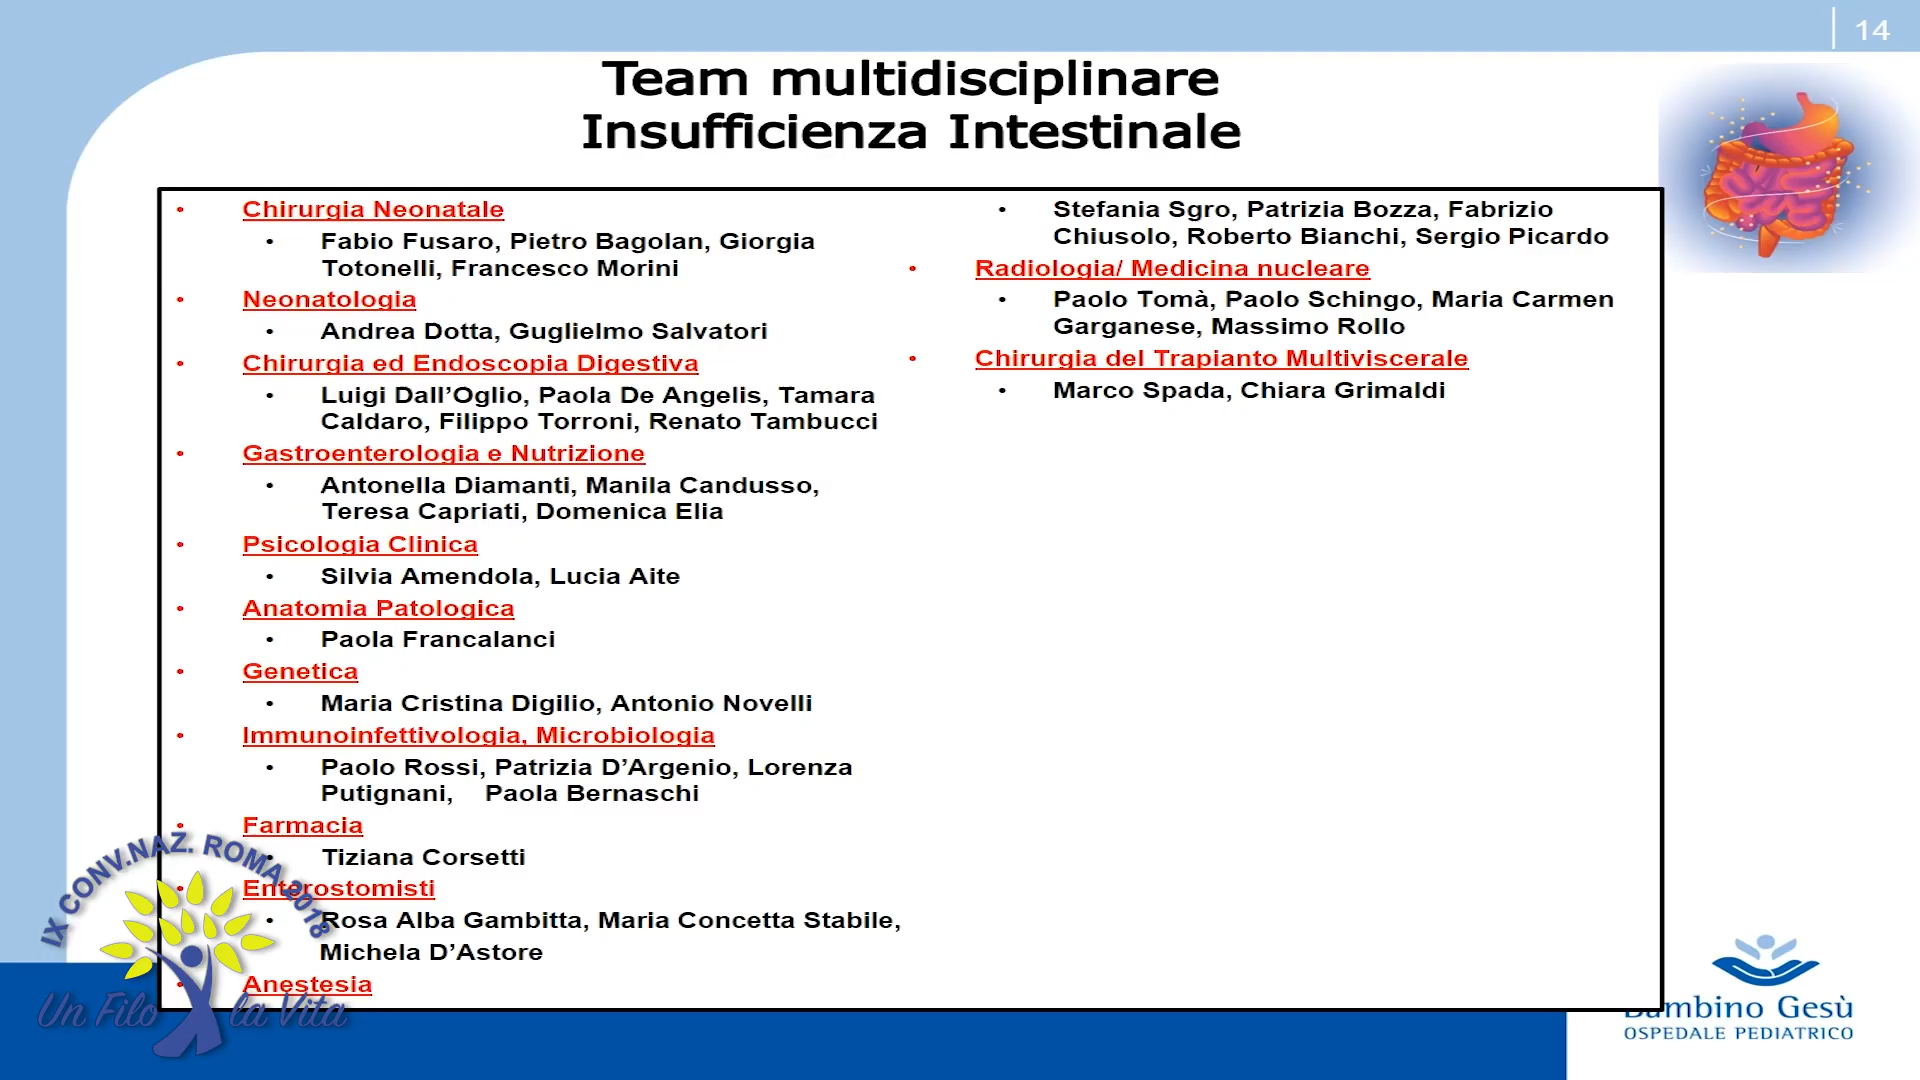 14
Team multidisciplinare
Insufficienza Intestinale
• Chirurgia Neonatale
• Fabio Fusaro, Pietro Bagolan, Giorgia
Totonelli, Francesco Morini
• Neonatologia
• Andrea Dotta, Guglielmo Salvatori
• Chirurgia ed Endoscopia Digestiva
• Luigi Dall’Oglio, Paola De Angelis, Tamara
Caldaro, Filippo Torroni, Renato Tambucci
• Gastroenterologia e Nutrizione
• Antonella Diamanti, Manila Candusso,
Teresa Capriati, Domenica Elia
• Psicologia Clinica
• Silvia Amendola, Lucia Aite
• Anatomia Patologica
• Paola Francalanci
• Genetica
• Maria Cristina Digilio, Antonio Novelli
• Immunoinfettivologia, Microbiologia
• Paolo Rossi, Patrizia D’Argenio, Lorenza
Putignani, Paola Bernaschi
• Farmacia
• Tiziana Corsetti
• Enterostomisti
• Rosa Alba Gambitta, Maria Concetta Stabile,
Michela D’Astore
• Anestesia
• Stefania Sgro, Patrizia Bozza, Fabrizio
Chiusolo, Roberto Bianchi, Sergio Picardo
• Radiologia/ Medicina nucleare
• Paolo Tomà, Paolo Schingo, Maria Carmen
Garganese, Massimo Rollo
• Chirurgia del Trapianto Multiviscerale
• Marco Spada, Chiara Grimaldi
IX CONV.NAZ. ROMA 2018
Un Filo la Vita
Bambino Gesù
OSPEDALE PEDIATRICO